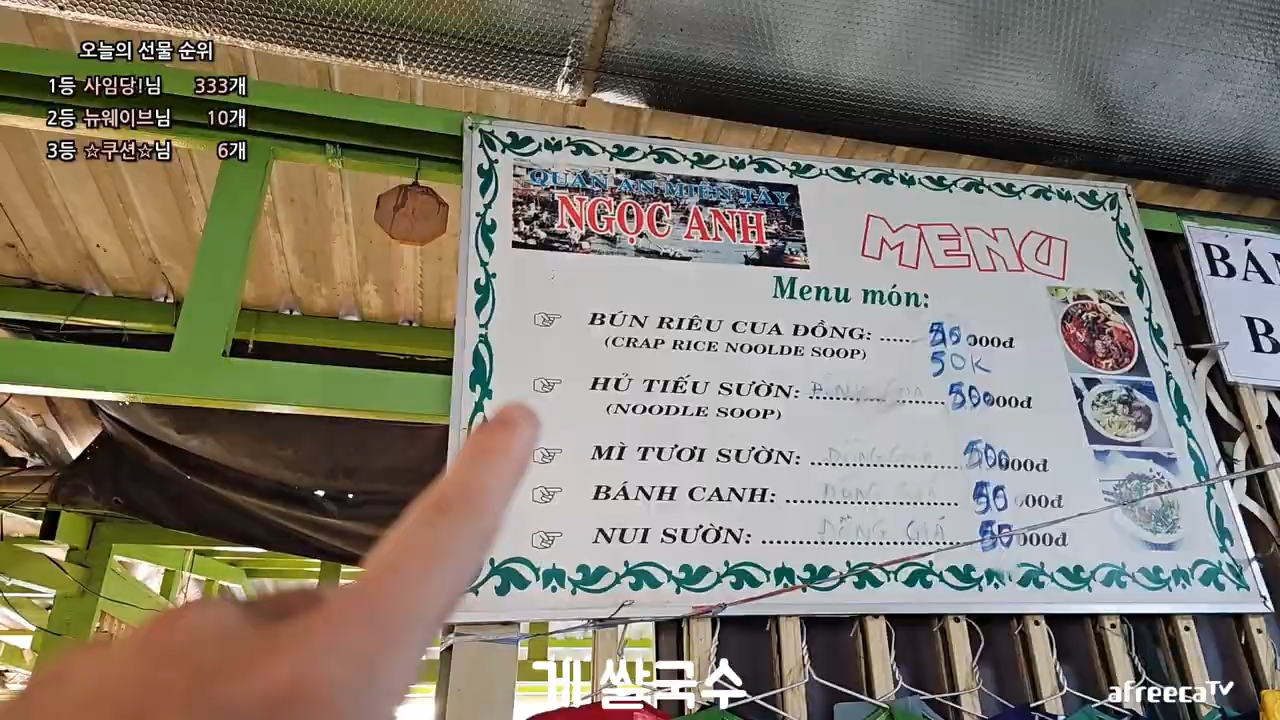 오늘의 선물 순위
1등 사임당!님 333개
2등 뉴웨이브님 10개
3등 ☆쿠션☆님 6개
QUÁN ĂN MIỀN TÂY
NGỌC ANH
MENU
Menu món:
BÚN RIÊU CUA ĐỒNG: ...... 50 000đ
(CRAP RICE NOOLDE SOOP)
50K
HỦ TIẾU SƯỜN: ................ 50 000đ
(NOODLE SOOP)
MÌ TƯƠI SƯỜN: ................ 50 000đ
BÁNH CANH: ................ 50 000đ
NUI SƯỜN: ĐỒNG GIÁ 50 000đ
BÁN
B
게 쌀국수
afreecaTV